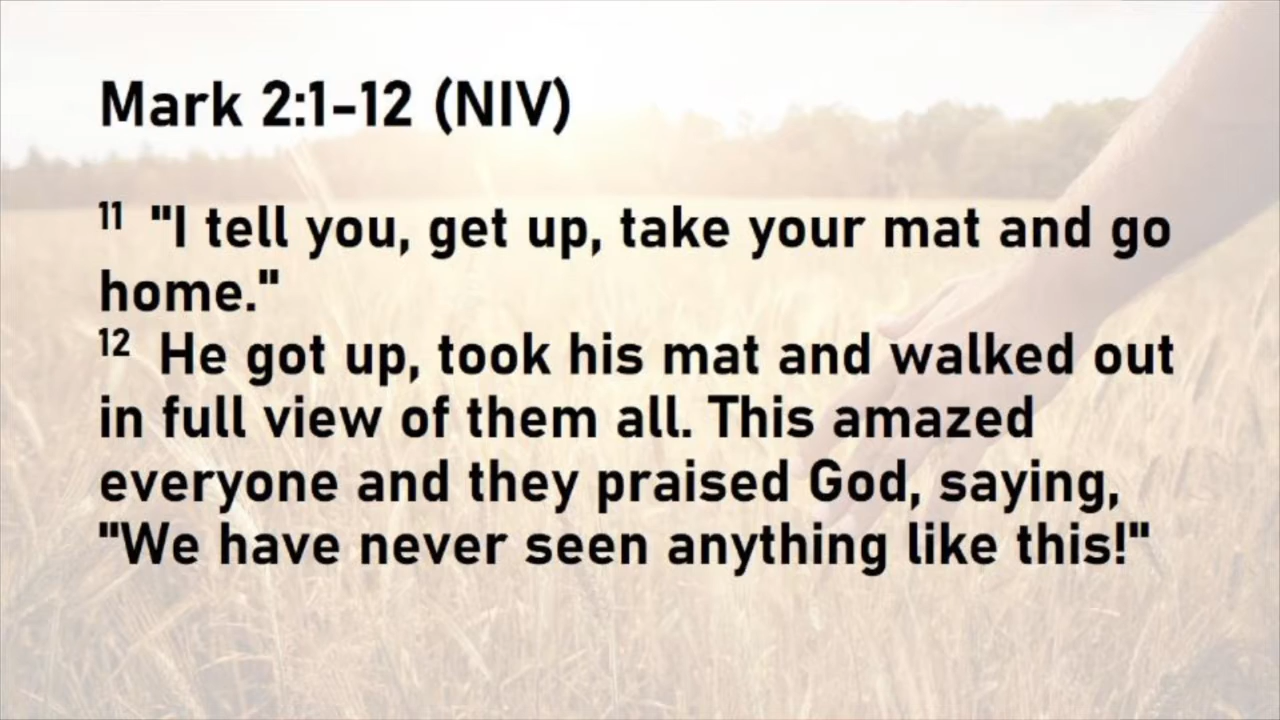 Mark 2:1-12 (NIV)
11 "I tell you, get up, take your mat and go
home."
12 He got up, took his mat and walked out
in full view of them all. This amazed
everyone and they praised God, saying,
"We have never seen anything like this!"